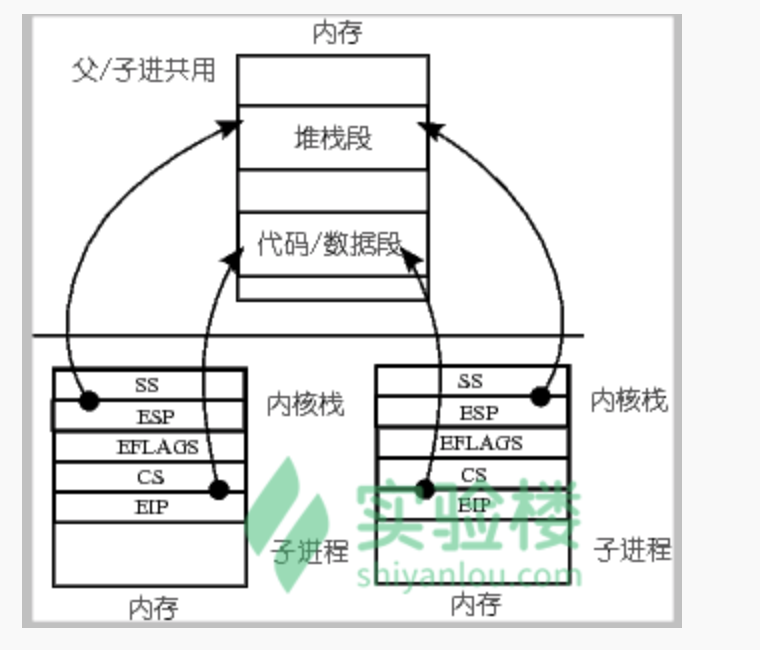 内存
父/子进共用
堆栈段
代码/数据段
SS
ESP
EFLAGS
CS
EIP
内核栈
子进程
内存
SS
ESP
EFLAGS
CS
EIP
内核栈
子进程
内存
实验楼
shiyanlou.com